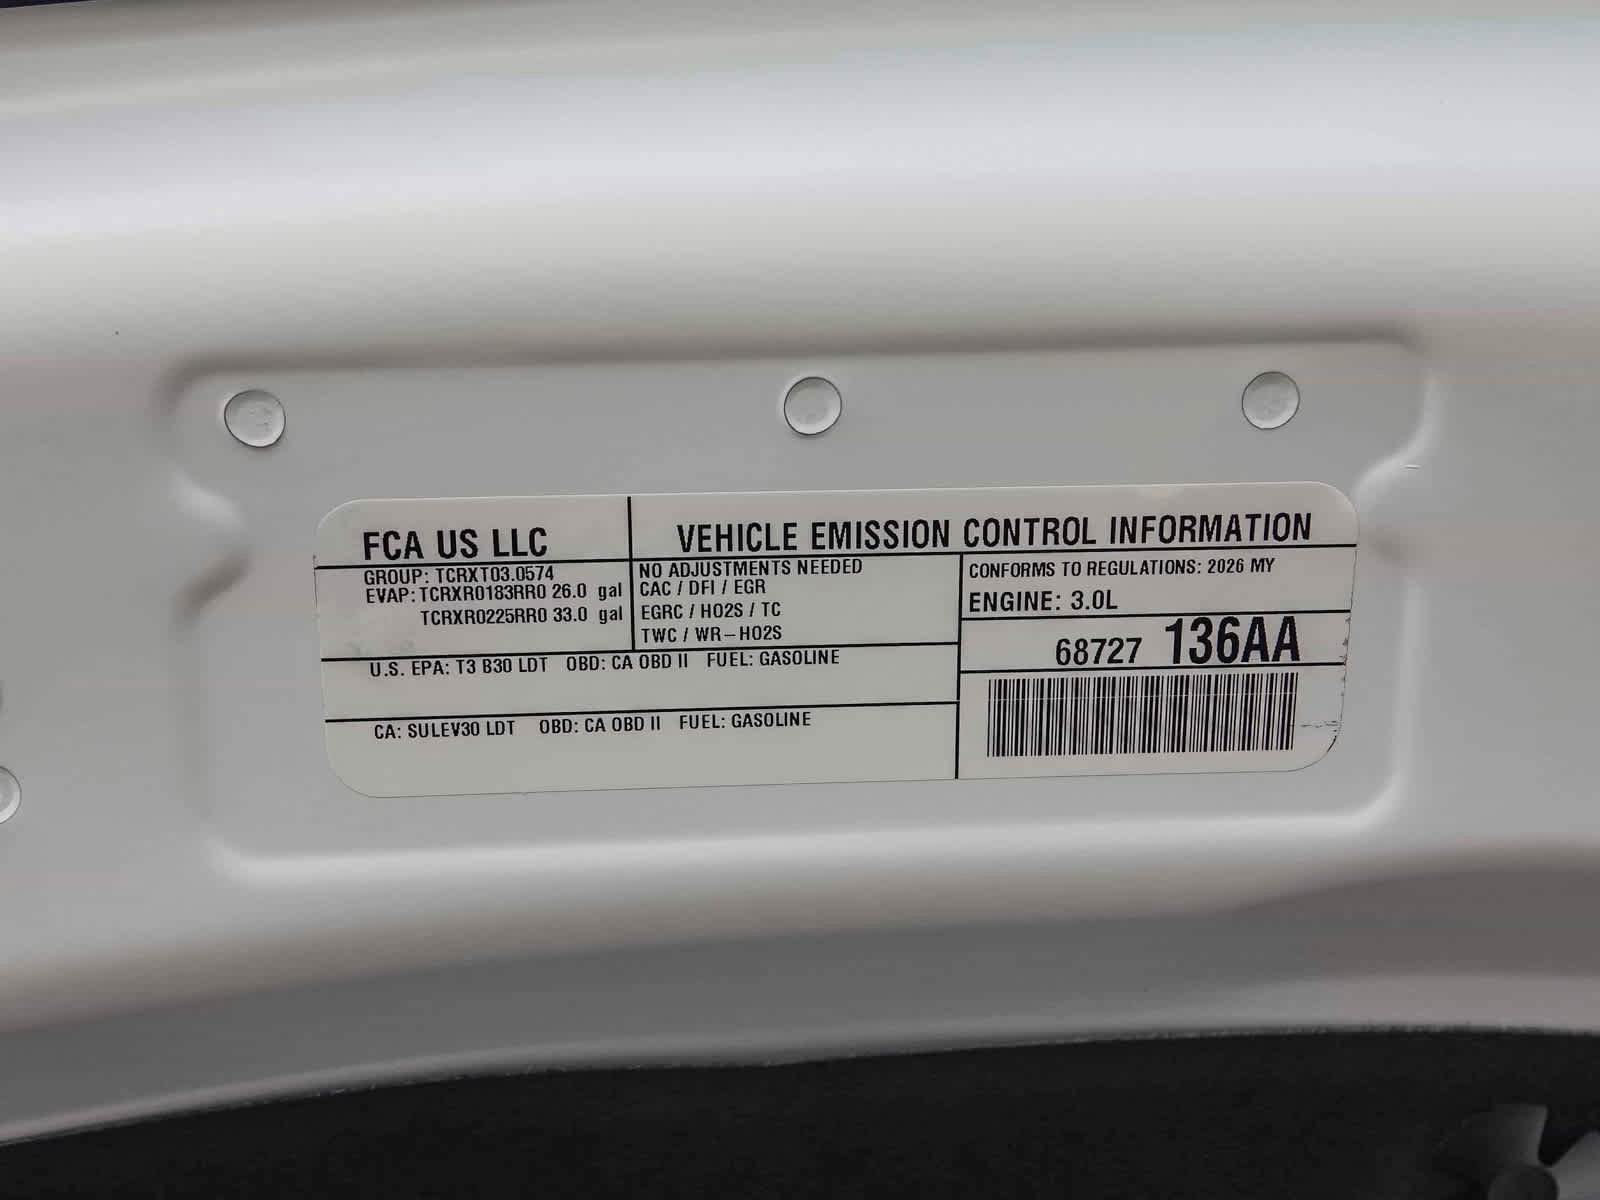 FCA US LLC
VEHICLE EMISSION CONTROL INFORMATION
GROUP: TCRXT03.0574
EVAP: TCRXR0183RR0 26.0 gal
TCRXR0225RR0 33.0 gal
NO ADJUSTMENTS NEEDED
CAC / DFI / EGR
EGRC / HO2S / TC
TWC / WR-HO2S
CONFORMS TO REGULATIONS: 2026 MY
ENGINE: 3.0L
68727 136AA
U.S. EPA: T3 B30 LDT OBD: CA OBD II FUEL: GASOLINE
CA: SULEV30 LDT OBD: CA OBD II FUEL: GASOLINE